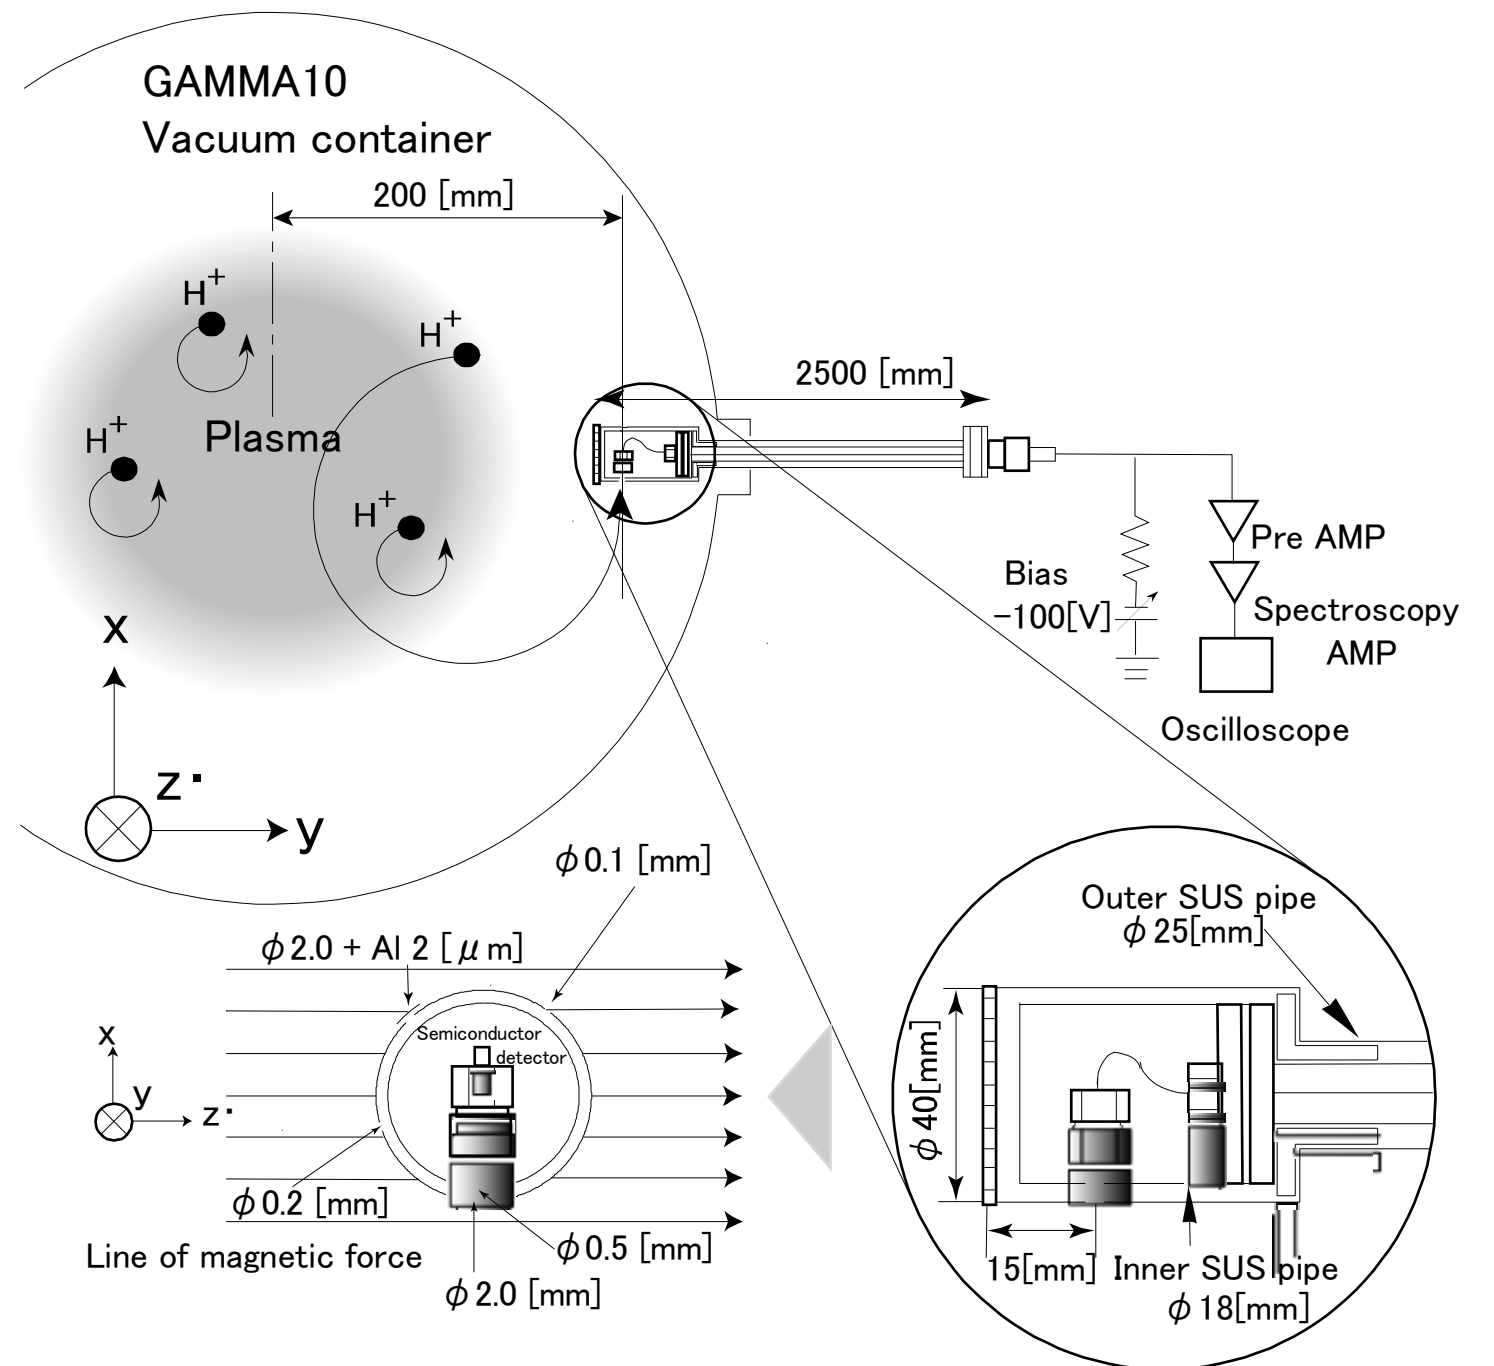 GAMMA10
Vacuum container
200 [mm]
H+
H+
H+
H+
Plasma
2500 [mm]
Bias
-100[V]
Pre AMP
Spectroscopy
AMP
Oscilloscope
x
z
y
φ0.1 [mm]
φ2.0 + Al 2 [μm]
Semiconductor
detector
x
y
z
φ0.2 [mm]
φ0.5 [mm]
φ2.0 [mm]
Line of magnetic force
Outer SUS pipe
φ25[mm]
φ40[mm]
15[mm]
Inner SUS pipe
φ18[mm]